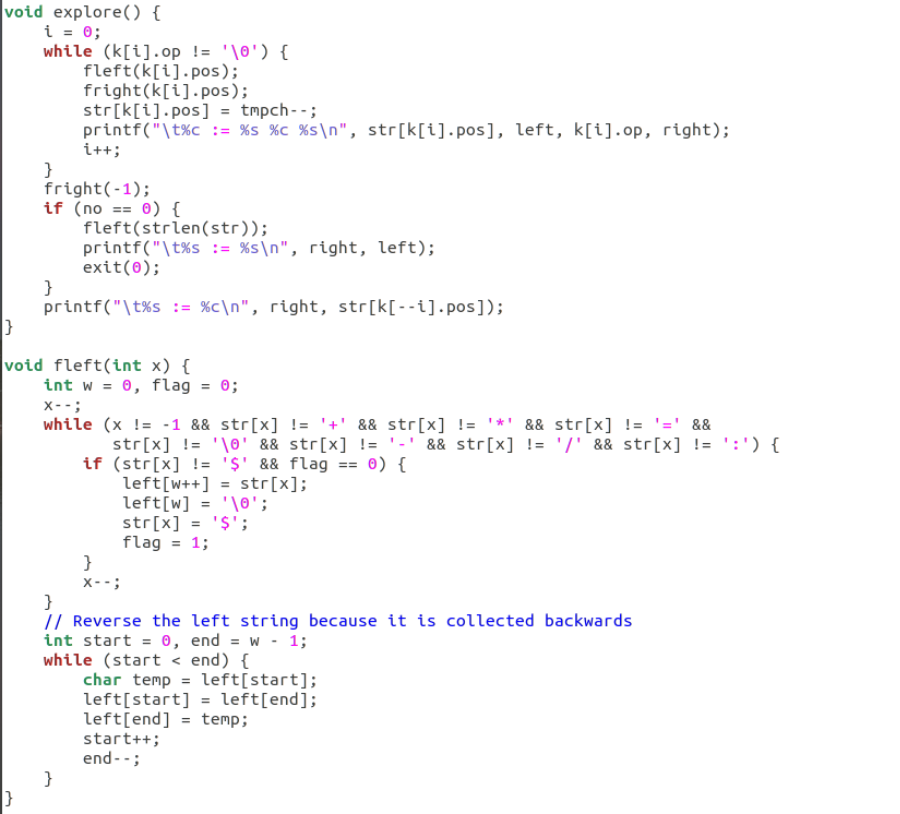 void explore() {
    i = 0;
    while (k[i].op != '\0') {
        fleft(k[i].pos);
        fright(k[i].pos);
        str[k[i].pos] = tmpch--;
        printf("\t%c := %s %c %s\n", str[k[i].pos], left, k[i].op, right);
        i++;
    }
    fright(-1);
    if (no == 0) {
        fleft(strlen(str));
        printf("\t%s := %s\n", right, left);
        exit(0);
    }
    printf("\t%s := %c\n", right, str[k[--i].pos]);
}

void fleft(int x) {
    int w = 0, flag = 0;
    x--;
    while (x != -1 && str[x] != '+' && str[x] != '*' && str[x] != '=' &&
           str[x] != '\0' && str[x] != '-' && str[x] != '/' && str[x] != ':') {
        if (str[x] != '$' && flag == 0) {
            left[w++] = str[x];
            left[w] = '\0';
            str[x] = '$';
            flag = 1;
        }
        x--;
    }
    // Reverse the left string because it is collected backwards
    int start = 0, end = w - 1;
    while (start < end) {
        char temp = left[start];
        left[start] = left[end];
        left[end] = temp;
        start++;
        end--;
    }
}